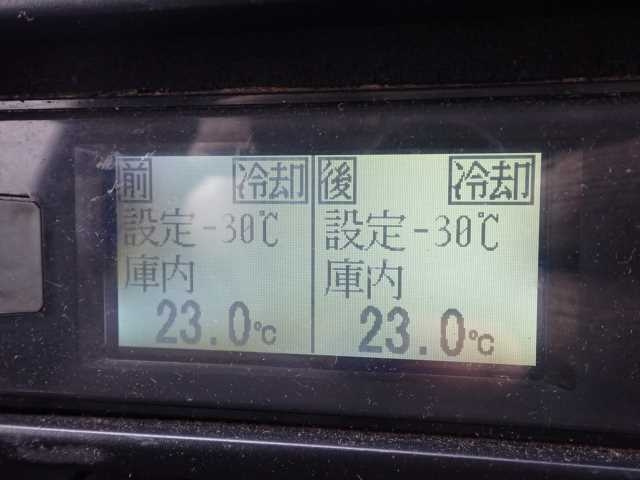 前 冷却
設定-30℃
庫内
23.0℃
後 冷却
設定-30℃
庫内
23.0℃